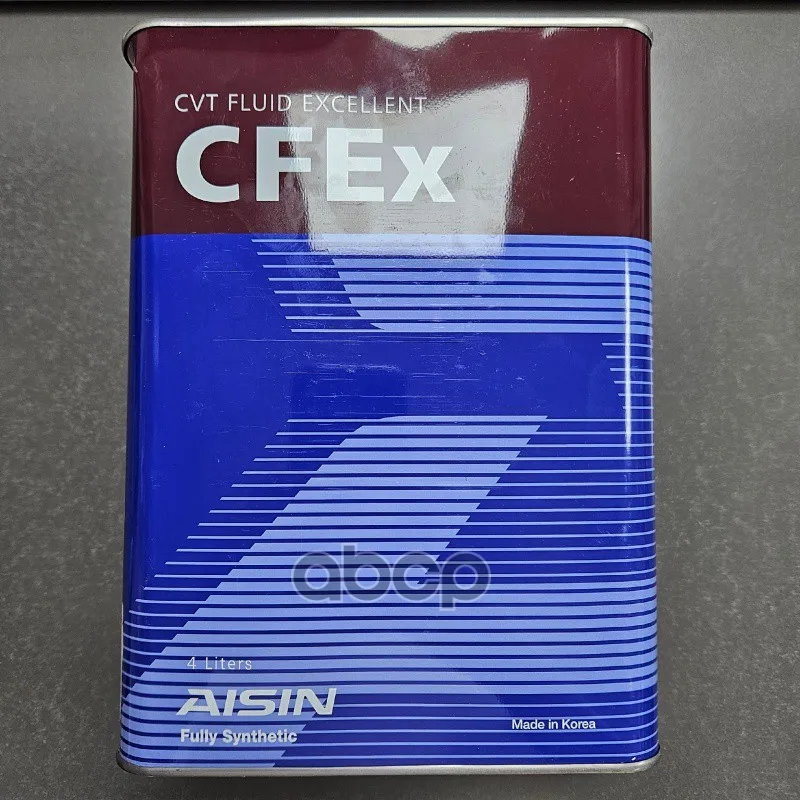 CVT FLUID EXCELLENT
CFEx
abcp
4 Liters
AISIN
Fully Synthetic
Made in Korea